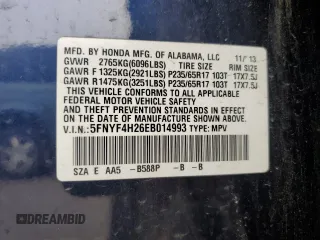 MFD. BY HONDA MFG. OF ALABAMA, LLC 11/13
GVWR 2765KG(6096LBS) TIRE SIZE RIM SIZE
GAWR F 1325KG(2921LBS) P235/65R17 103T 17X7.5J
GAWR R 1475KG(3251LBS) P235/65R17 103T 17X7.5J
THIS VEHICLE CONFORMS TO ALL APPLICABLE
FEDERAL MOTOR VEHICLE SAFETY AND
THEFT PREVENTION STANDARDS IN EFFECT ON THE
DATE OF MANUFACTURE SHOWN ABOVE.
V.I.N.: 5FNYF4H26EB014993 TYPE: MPV
SZA E AA5 -B588P -B -B
© DREAMBID
DREAMBID.COM